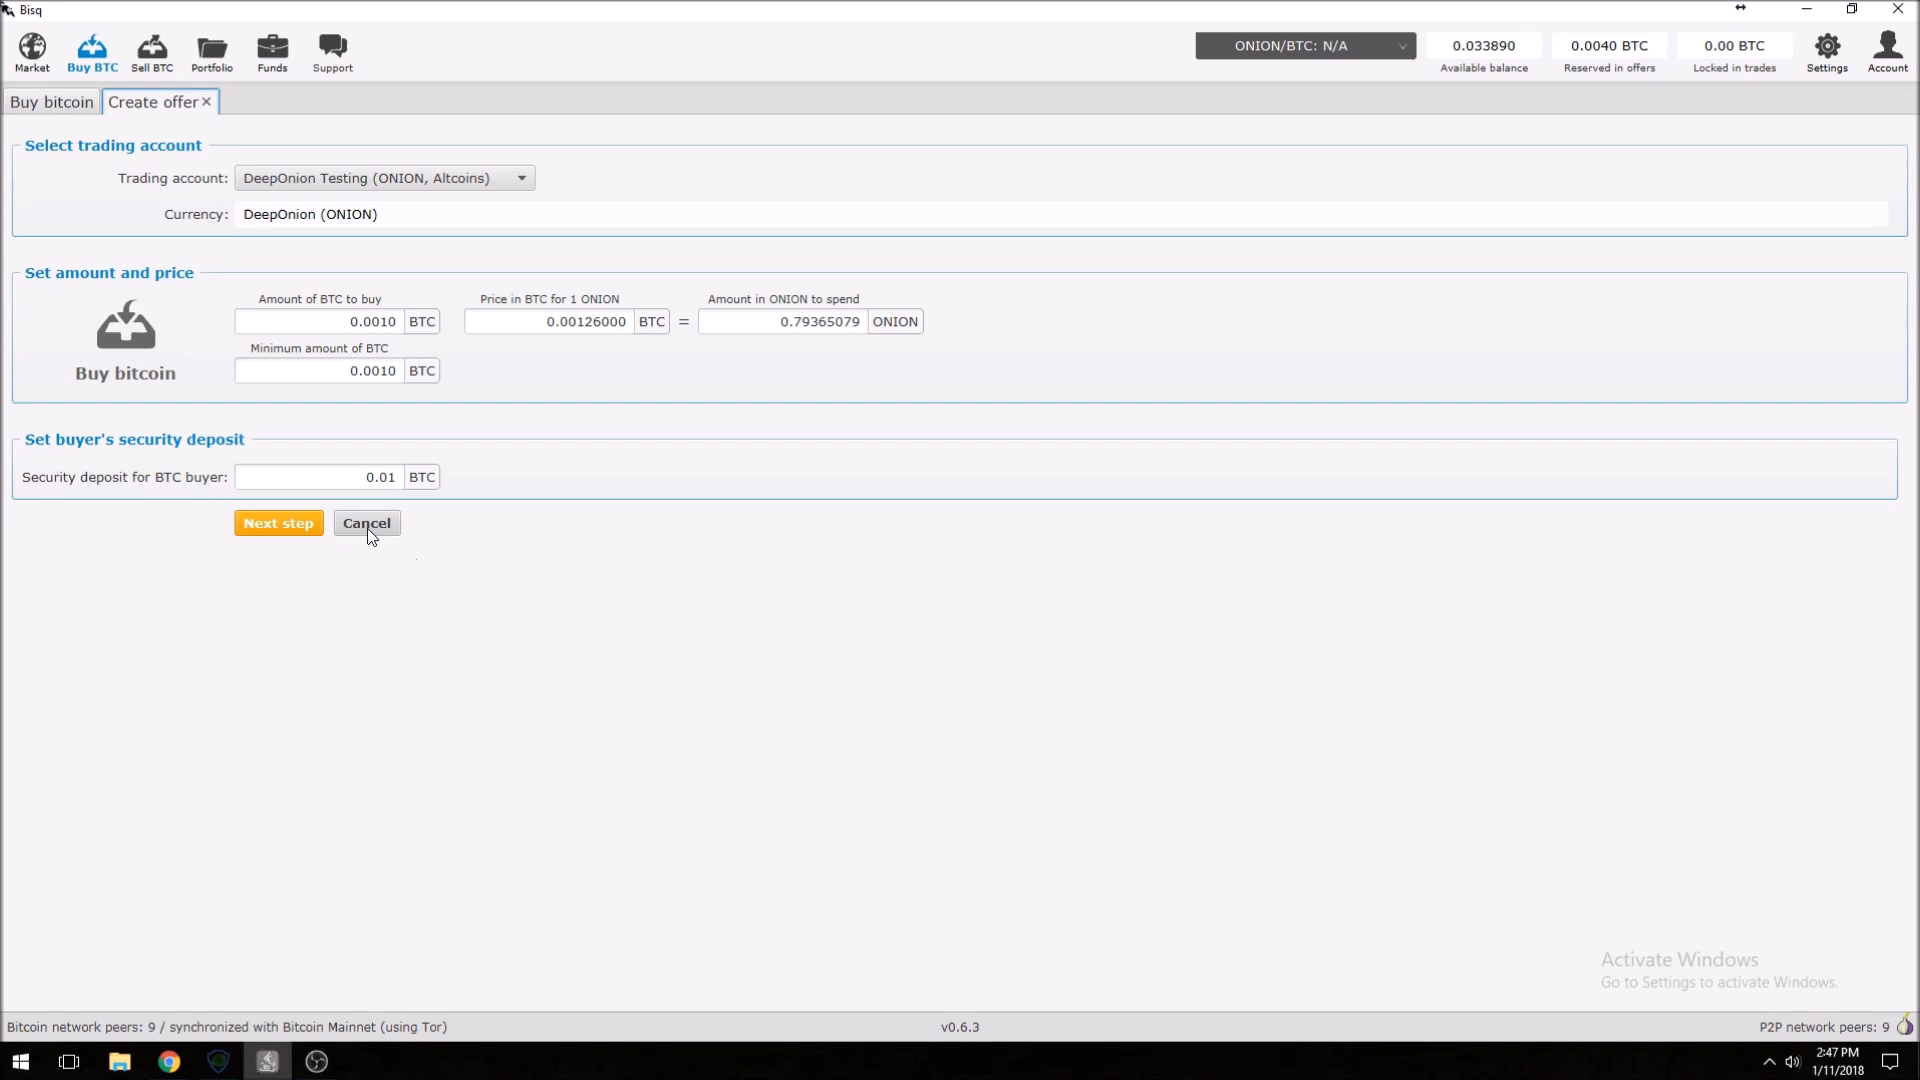 Bisq
Market
Buy BTC
Sell BTC
Portfolio
Funds
Support
ONION/BTC: N/A
0.033890
Available balance
0.0040 BTC
Reserved in offers
0.00 BTC
Locked in trades
Settings
Account
Buy bitcoin
Create offer
Select trading account
Trading account: DeepOnion Testing (ONION, Altcoins)
Currency: DeepOnion (ONION)
Set amount and price
Amount of BTC to buy
Price in BTC for 1 ONION
Amount in ONION to spend
0.0010 BTC
0.00126000 BTC = 0.79365079 ONION
Minimum amount of BTC
0.0010 BTC
Buy bitcoin
Set buyer's security deposit
Security deposit for BTC buyer: 0.01 BTC
Next step
Cancel
Activate Windows
Go to Settings to activate Windows.
Bitcoin network peers: 9 / synchronized with Bitcoin Mainnet (using Tor)
v0.6.3
P2P network peers: 9
2:47 PM
1/11/2018